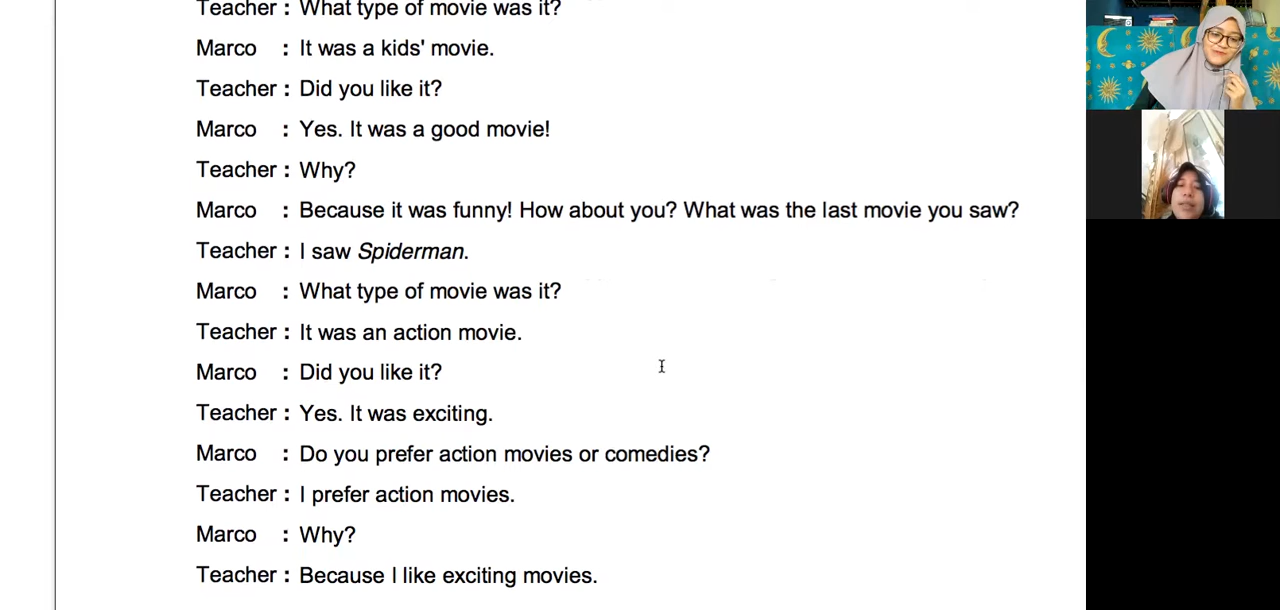 Teacher : What type of movie was it?
Marco : It was a kids' movie.
Teacher : Did you like it?
Marco : Yes. It was a good movie!
Teacher : Why?
Marco : Because it was funny! How about you? What was the last movie you saw?
Teacher : I saw Spiderman.
Marco : What type of movie was it?
Teacher : It was an action movie.
Marco : Did you like it?
Teacher : Yes. It was exciting.
Marco : Do you prefer action movies or comedies?
Teacher : I prefer action movies.
Marco : Why?
Teacher : Because I like exciting movies.